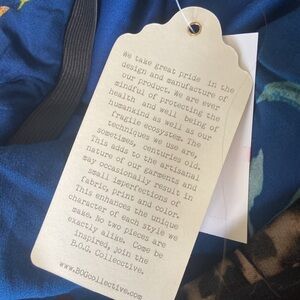 We take great pride in the
design and manufacture of
our product. We are ever
mindful of protecting the
health and well being of
humankind as well as our
fragile ecosystem. The
techniques we use are,
sometimes, centuries old.
This adds to the artisanal
nature of our garments and
may occasionally result in
small imperfections of
fabric, print and color.
This enhances the unique
character of each style we
make. No two pieces are
exactly alike. Come be
inspired, join the
B.O.G. Collective.
www.BOGcollective.com